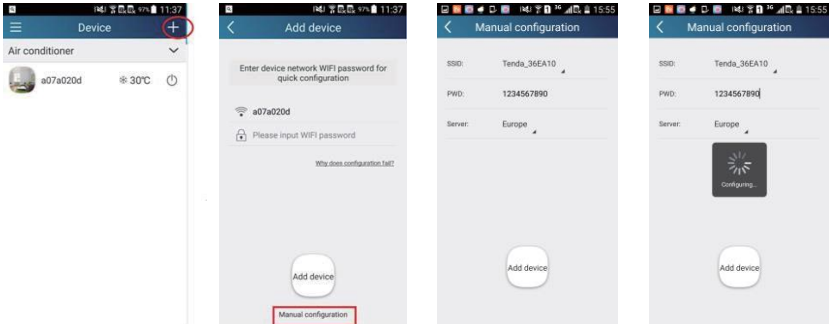 11:37
Device
Air conditioner
a07a020d
30℃
97% 11:37
Add device
Enter device network WIFI password for
quick configuration
a07a020d
Please input WIFI password
Why does configuration fail?
Add device
Manual configuration
15:55
Manual configuration
SSID: Tenda_36EA10
PWD: 1234567890
Server: Europe
Add device
15:55
Manual configuration
SSID: Tenda_36EA10
PWD: 1234567890
Server: Europe
Configuring...
Add device